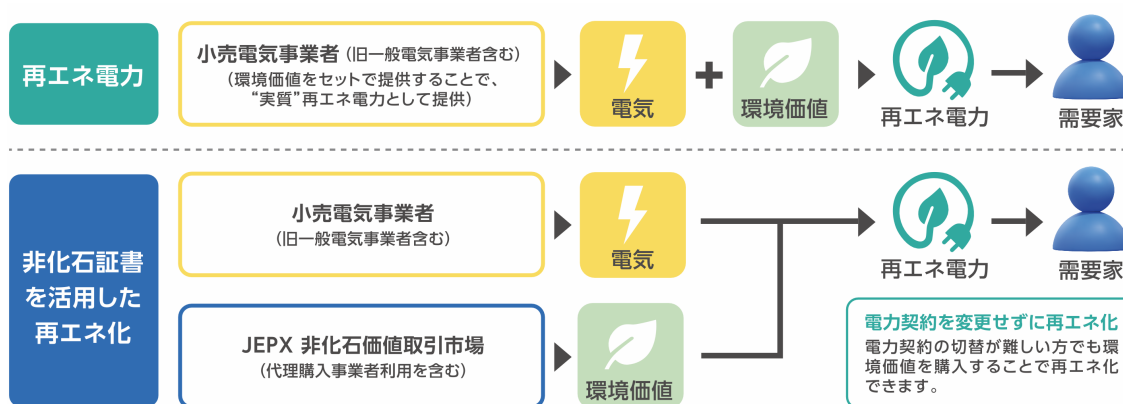 再エネ電力
小売電気事業者（旧一般電気事業者含む）
（環境価値をセットで提供することで、
“実質”再エネ電力として提供）
電気
+
環境価値
再エネ電力
需要家
非化石証書
を活用した
再エネ化
小売電気事業者
（旧一般電気事業者含む）
電気
JEPX 非化石価値取引市場
（代理購入事業者利用を含む）
環境価値
再エネ電力
需要家
電力契約を変更せずに再エネ化
電力契約の切替が難しい方でも環
境価値を購入することで再エネ化
できます。